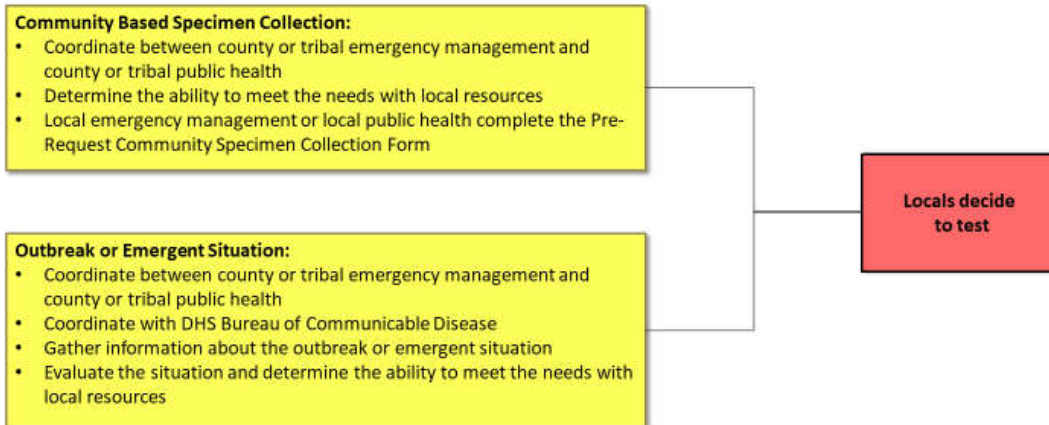 Community Based Specimen Collection:
• Coordinate between county or tribal emergency management and
county or tribal public health
• Determine the ability to meet the needs with local resources
• Local emergency management or local public health complete the Pre-
Request Community Specimen Collection Form
Locals decide
to test
Outbreak or Emergent Situation:
• Coordinate between county or tribal emergency management and
county or tribal public health
• Coordinate with DHS Bureau of Communicable Disease
• Gather information about the outbreak or emergent situation
• Evaluate the situation and determine the ability to meet the needs with
local resources